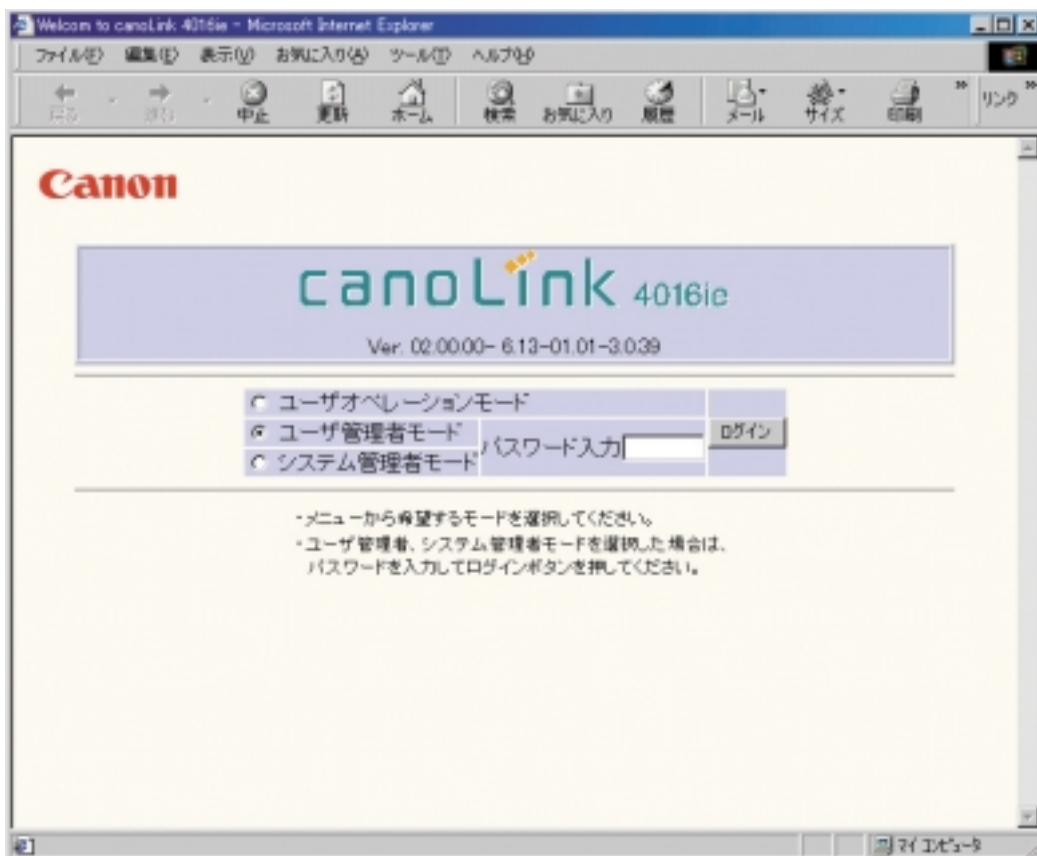 Welcom to canoLink 4016ie - Microsoft Internet Explorer
ファイル(F) 編集(E) 表示(V) お気に入り(A) ツール(T) ヘルプ(H)
戻る 進む 中止 更新 ホーム 検索 お気に入り 履歴 メール サイズ 印刷 » リンク »
Canon
canoLink 4016ie
Ver. 02.00.00- 6.13-01.01-3.0.39
ユーザオペレーションモード
ユーザ管理者モード
パスワード入力
ログイン
システム管理者モード
・メニューから希望するモードを選択してください。
・ユーザ管理者、システム管理者モードを選択した場合は、
パスワードを入力してログインボタンを押してください。
マイ コンピュータ